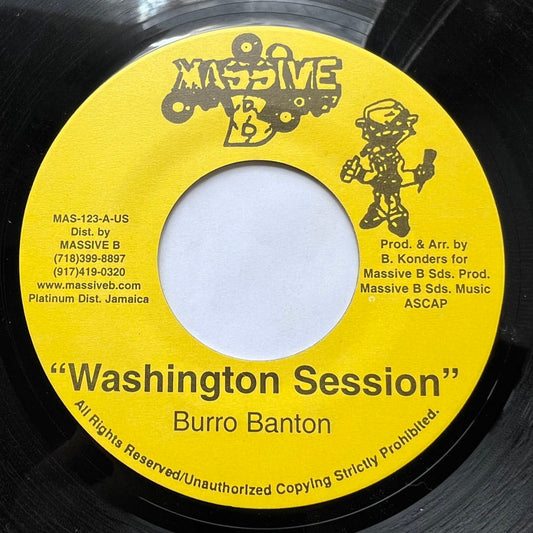 MASSIVE
B
MAS-123-A-US
Dist. by
MASSIVE B
(718)399-8897
(917)419-0320
www.massiveb.com
Platinum Dist. Jamaica
Prod. & Arr. by
B. Konders for
Massive B Sds. Prod.
Massive B Sds. Music
ASCAP
“Washington Session”
Burro Banton
All Rights Reserved/Unauthorized Copying Strictly Prohibited.